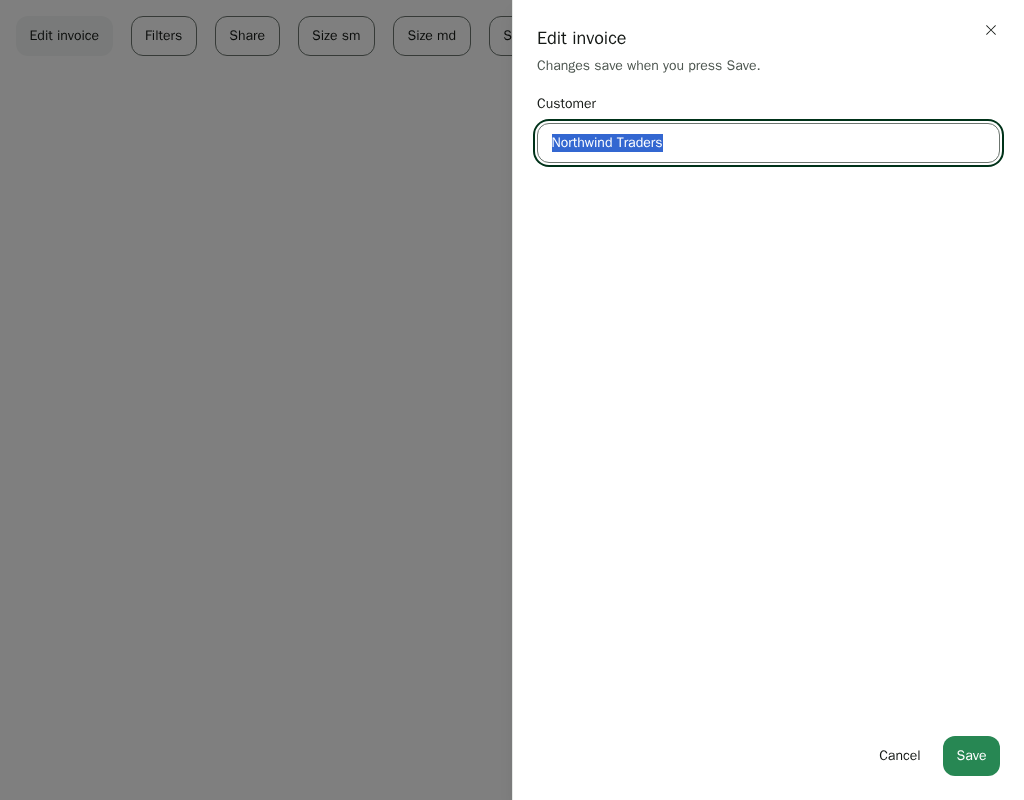 Edit invoice
Filters
Share
Size sm
Size md
Edit invoice
Changes save when you press Save.
Customer
Northwind Traders
Cancel
Save